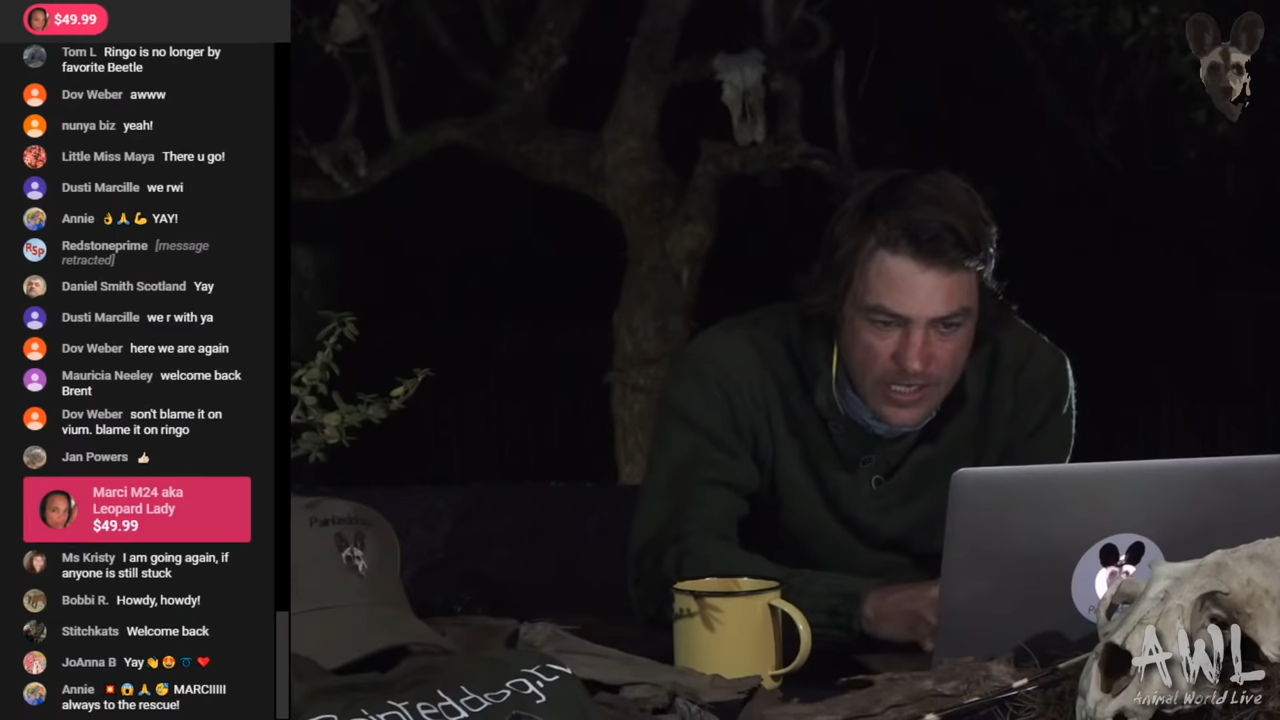 $49.99
Tom L Ringo is no longer by
favorite Beetle
Dov Weber awww
nunya biz yeah!
Little Miss Maya There u go!
Dusti Marcille we rwi
Annie 👌🙏💪 YAY!
RSP
Redstoneprime [message
retracted]
Daniel Smith Scotland Yay
Dusti Marcille we r with ya
Dov Weber here we are again
Mauricia Neeley welcome back
Brent
Dov Weber son't blame it on
vium. blame it on ringo
Jan Powers 👍🏻
Marci M24 aka
Leopard Lady
$49.99
Ms Kristy I am going again, if
anyone is still stuck
Bobbi R. Howdy, howdy!
Stitchkats Welcome back
JoAnna B Yay 👏😍➰❤️
Annie 💥😱🙏🥳 MARCIIIII
always to the rescue!
Painteddog.tv
AWL
Animal World Live